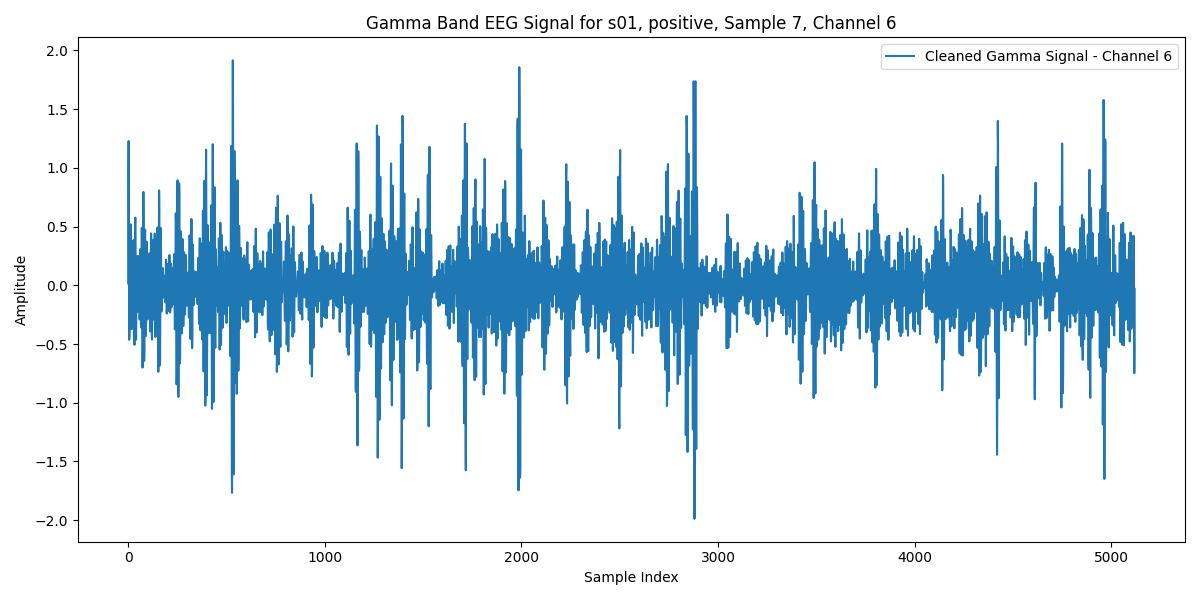 Gamma Band EEG Signal for s01, positive, Sample 7, Channel 6
Cleaned Gamma Signal - Channel 6
Amplitude
2.0
1.5
1.0
0.5
0.0
−0.5
−1.0
−1.5
−2.0
0 1000 2000 3000 4000 5000
Sample Index